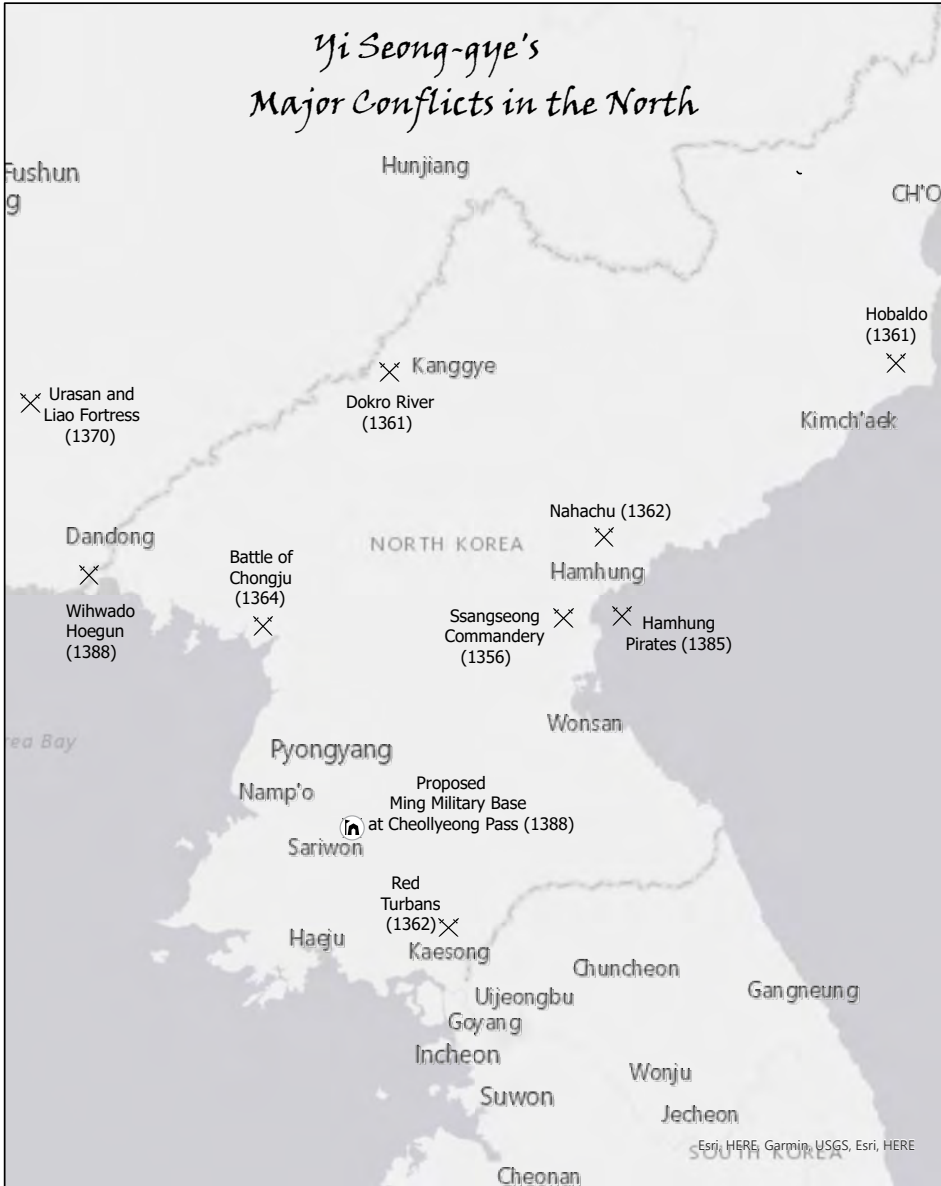 Yi Seong-gye's
Major Conflicts in the North
Fushun
g
Hunjiang
CH'O
Hobaldo
(1361)
Kanggye
Dokro River
(1361)
Urasan and
Liao Fortress
(1370)
Kimch'aek
Nahachu (1362)
Dandong
NORTH KOREA
Battle of
Chongju
(1364)
Hamhung
Wihwado
Hoegun
(1388)
Ssangseong
Commandery
(1356)
Hamhung
Pirates (1385)
Wonsan
rea Bay
Pyongyang
Namp'o
Proposed
Ming Military Base
at Cheollyeong Pass (1388)
Sariwon
Red
Turbans
(1362)
Haeju
Kaesong
Chuncheon
Gangneung
Uijeongbu
Goyang
Incheon
Wonju
Suwon
Jecheon
Esri, HERE, Garmin, USGS, Esri, HERE
SOUTH KOREA
Cheonan